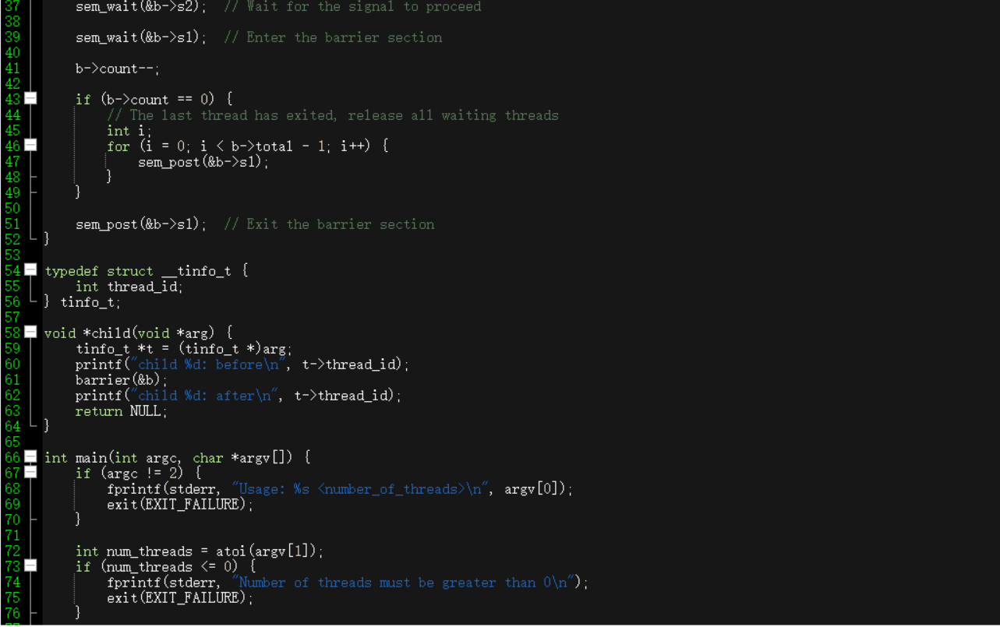 37 sem_wait(&b->s2);  // Wait for the signal to proceed
38
39 sem_wait(&b->s1);  // Enter the barrier section
40
41 b->count--;
42
43 if (b->count == 0) {
44 // The last thread has exited, release all waiting threads
45 int i;
46 for (i = 0; i < b->total - 1; i++) {
47 sem_post(&b->s1);
48 }
49 }
50
51 sem_post(&b->s1);  // Exit the barrier section
52 }
53
54 typedef struct __tinfo_t {
55 int thread_id;
56 } tinfo_t;
57
58 void *child(void *arg) {
59 tinfo_t *t = (tinfo_t *)arg;
60 printf("child %d: before\n", t->thread_id);
61 barrier(&b);
62 printf("child %d: after\n", t->thread_id);
63 return NULL;
64 }
65
66 int main(int argc, char *argv[]) {
67 if (argc != 2) {
68 fprintf(stderr, "Usage: %s <number_of_threads>\n", argv[0]);
69 exit(EXIT_FAILURE);
70 }
71
72 int num_threads = atoi(argv[1]);
73 if (num_threads <= 0) {
74 fprintf(stderr, "Number of threads must be greater than 0\n");
75 exit(EXIT_FAILURE);
76 }